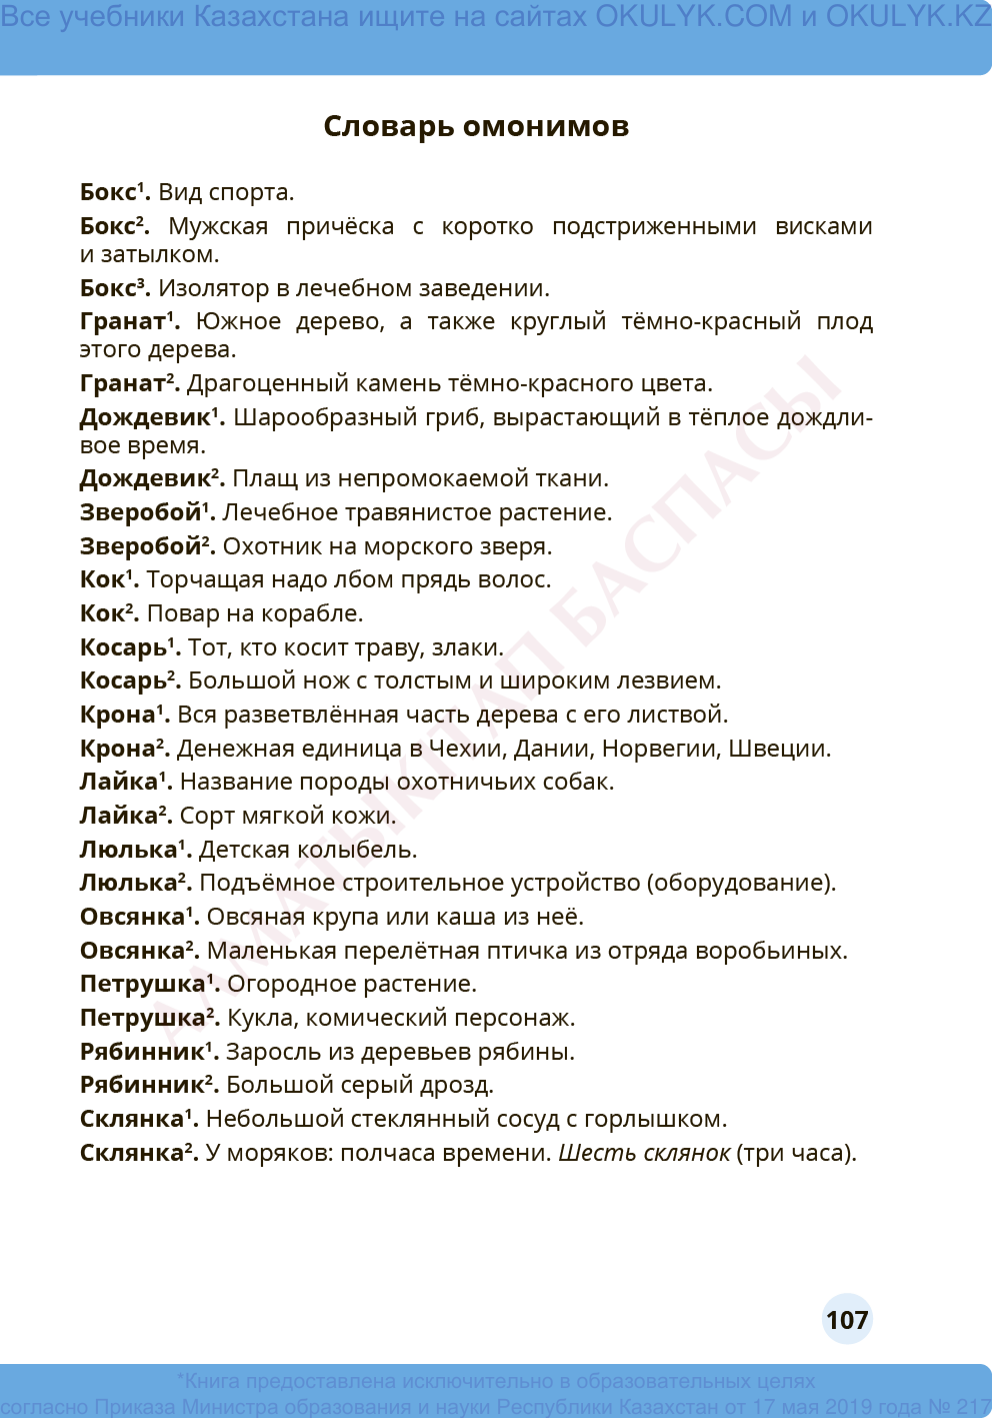 Все учебники Казахстана ищите на сайтах OKULYK.COM и OKULYK.KZ
Словарь омонимов
Бокс¹. Вид спорта.
Бокс². Мужская причёска с коротко подстриженными висками
и затылком.
Бокс³. Изолятор в лечебном заведении.
Гранат¹. Южное дерево, а также круглый тёмно-красный плод
этого дерева.
Гранат². Драгоценный камень тёмно-красного цвета.
Дождевик¹. Шарообразный гриб, вырастающий в тёплое дождли-
вое время.
Дождевик². Плащ из непромокаемой ткани.
Зверобой¹. Лечебное травянистое растение.
Зверобой². Охотник на морского зверя.
Кок¹. Торчащая надо лбом прядь волос.
Кок². Повар на корабле.
Косарь¹. Тот, кто косит траву, злаки.
Косарь². Большой нож с толстым и широким лезвием.
Крона¹. Вся разветвлённая часть дерева с его листвой.
Крона². Денежная единица в Чехии, Дании, Норвегии, Швеции.
Лайка¹. Название породы охотничьих собак.
Лайка². Сорт мягкой кожи.
Люлька¹. Детская колыбель.
Люлька². Подъёмное строительное устройство (оборудование).
Овсянка¹. Овсяная крупа или каша из неё.
Овсянка². Маленькая перелётная птичка из отряда воробьиных.
Петрушка¹. Огородное растение.
Петрушка². Кукла, комический персонаж.
Рябинник¹. Заросль из деревьев рябины.
Рябинник². Большой серый дрозд.
Склянка¹. Небольшой стеклянный сосуд с горлышком.
Склянка². У моряков: полчаса времени. Шесть склянок (три часа).
АЛМАТЫКІТАП БАСПАСЫ
107
*Книга предоставлена исключительно в образовательных целях
согласно Приказа Министра образования и науки Республики Казахстан от 17 мая 2019 года № 217